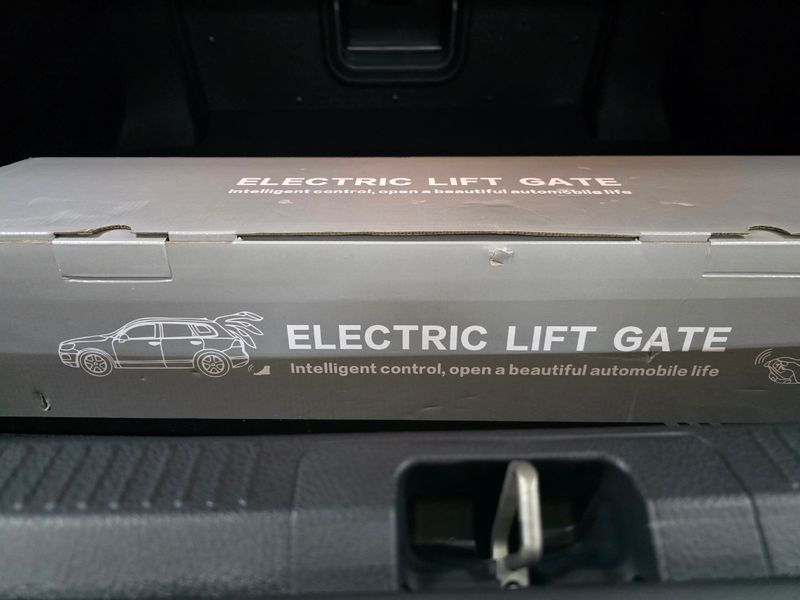 ELECTRIC LIFT GATE
Intelligent control, open a beautiful automobile life
ELECTRIC LIFT GATE
Intelligent control, open a beautiful automobile life